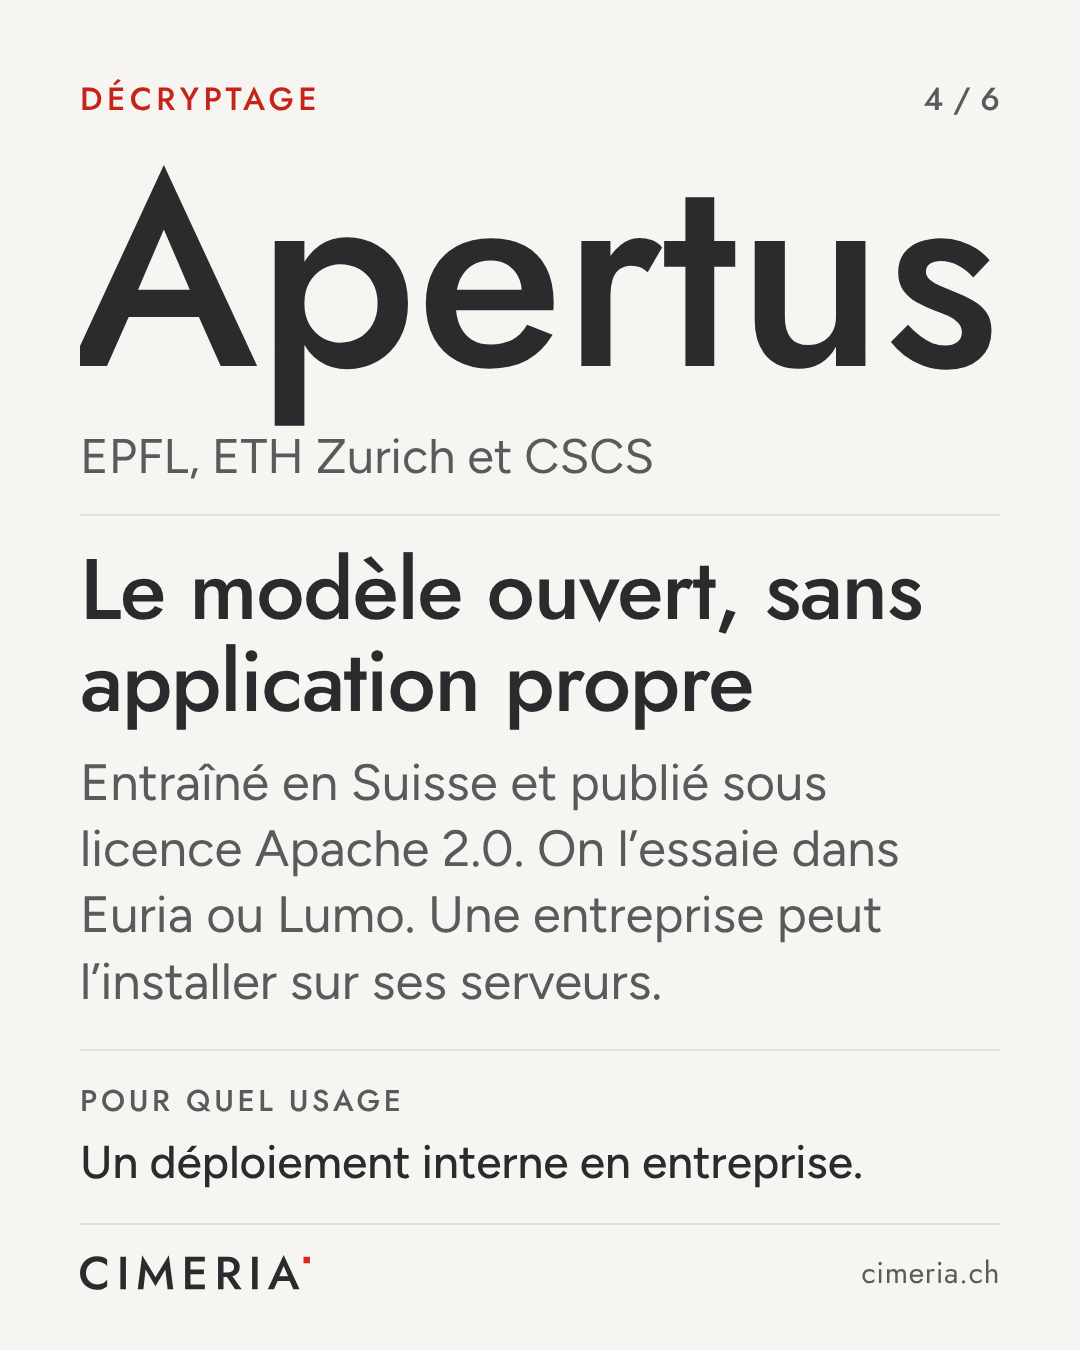 DÉCRYPTAGE
4 / 6
Apertus
EPFL, ETH Zurich et CSCS
Le modèle ouvert, sans
application propre
Entraîné en Suisse et publié sous
licence Apache 2.0. On l’essaie dans
Euria ou Lumo. Une entreprise peut
l’installer sur ses serveurs.
POUR QUEL USAGE
Un déploiement interne en entreprise.
CIMERIA
cimeria.ch